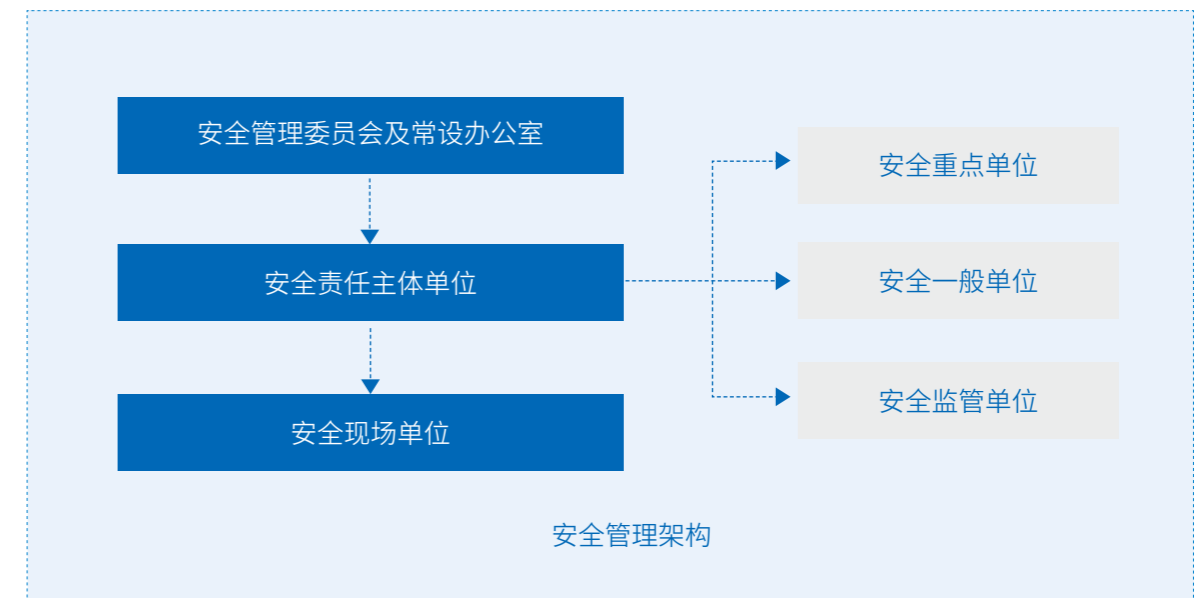 安全管理委员会及常设办公室
安全责任主体单位
安全现场单位
安全重点单位
安全一般单位
安全监管单位
安全管理架构